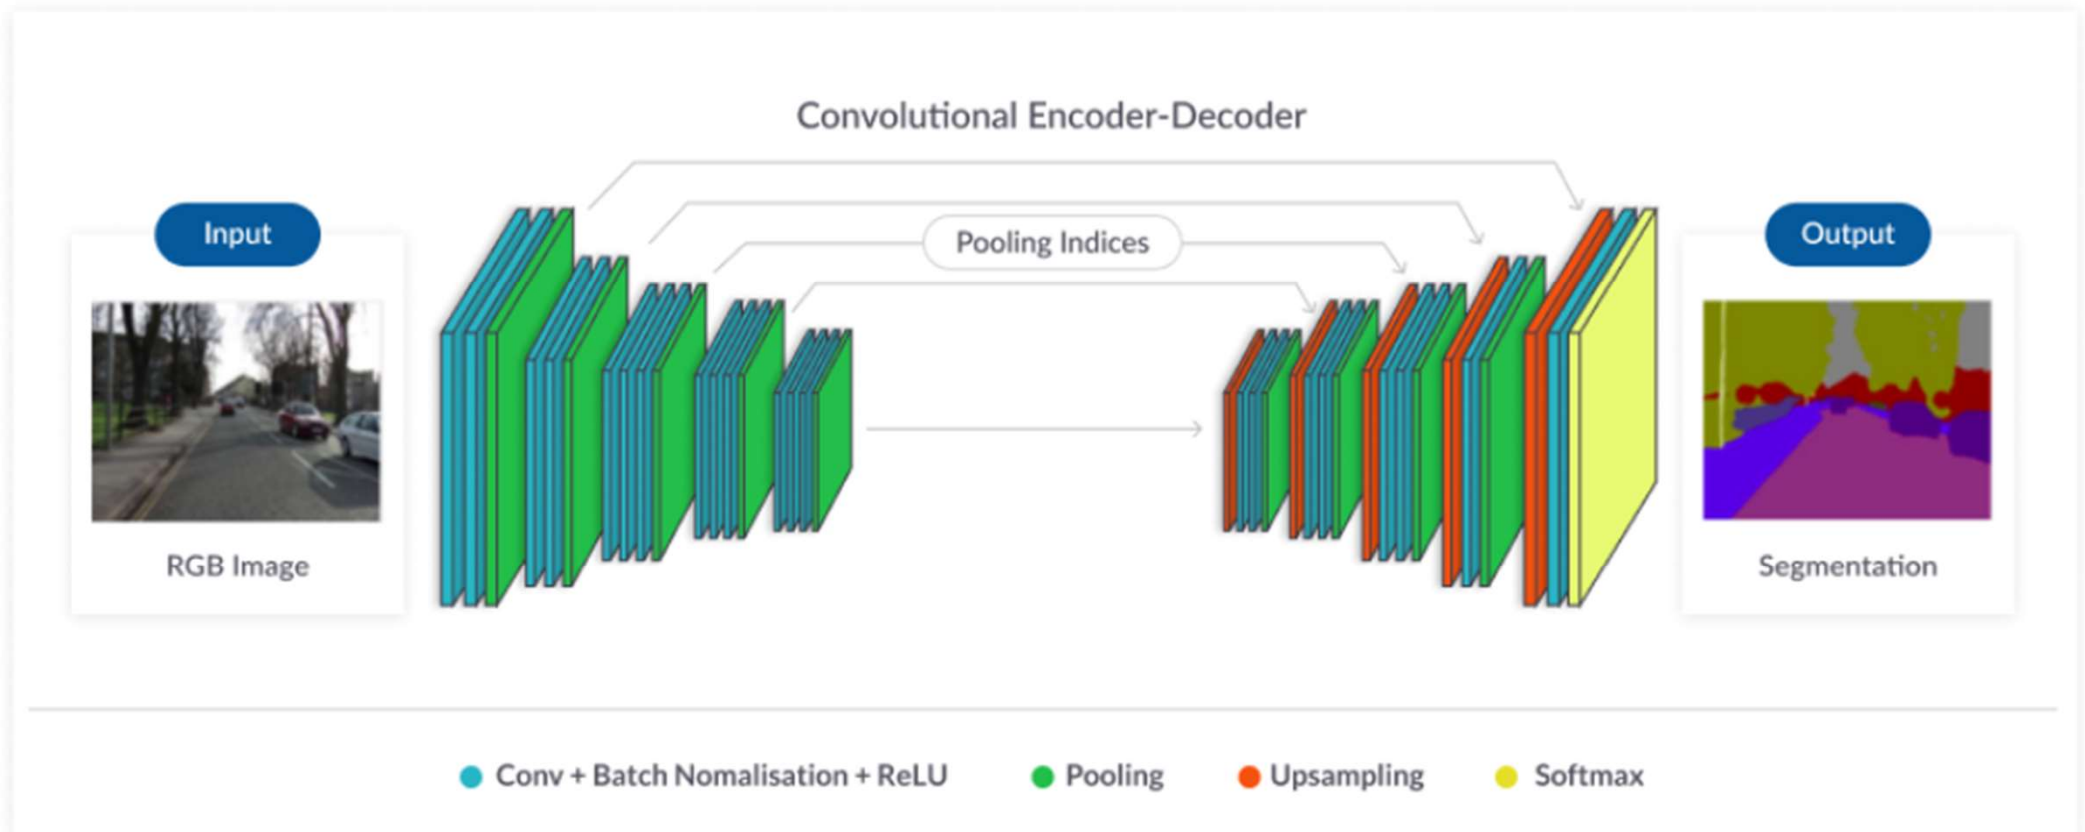 Convolutional Encoder-Decoder
Input
Pooling Indices
Output
RGB Image
Segmentation
Conv + Batch Nomalisation + ReLU
Pooling
Upsampling
Softmax